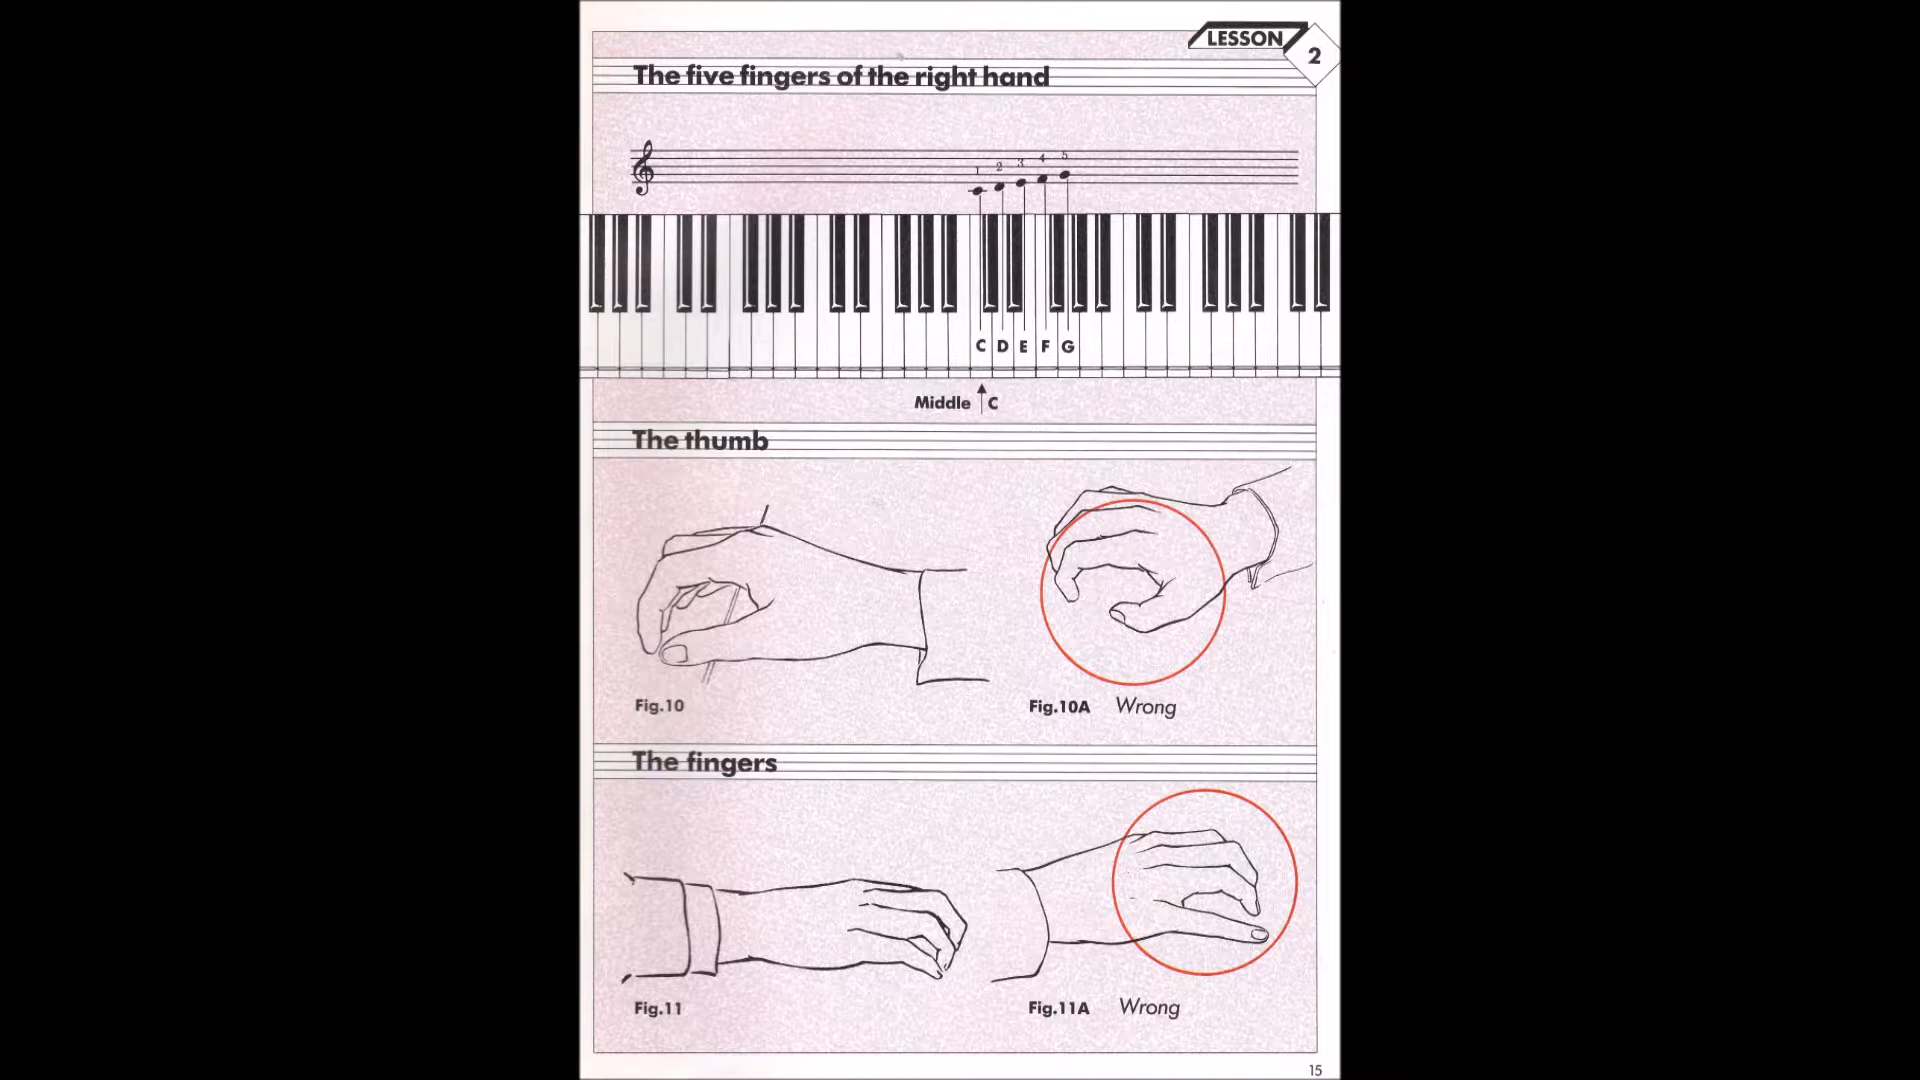 LESSON
2
The five fingers of the right hand
1 2 3 4 5
C D E F G
Middle C
The thumb
Fig.10
Fig.10A Wrong
The fingers
Fig.11
Fig.11A Wrong
15